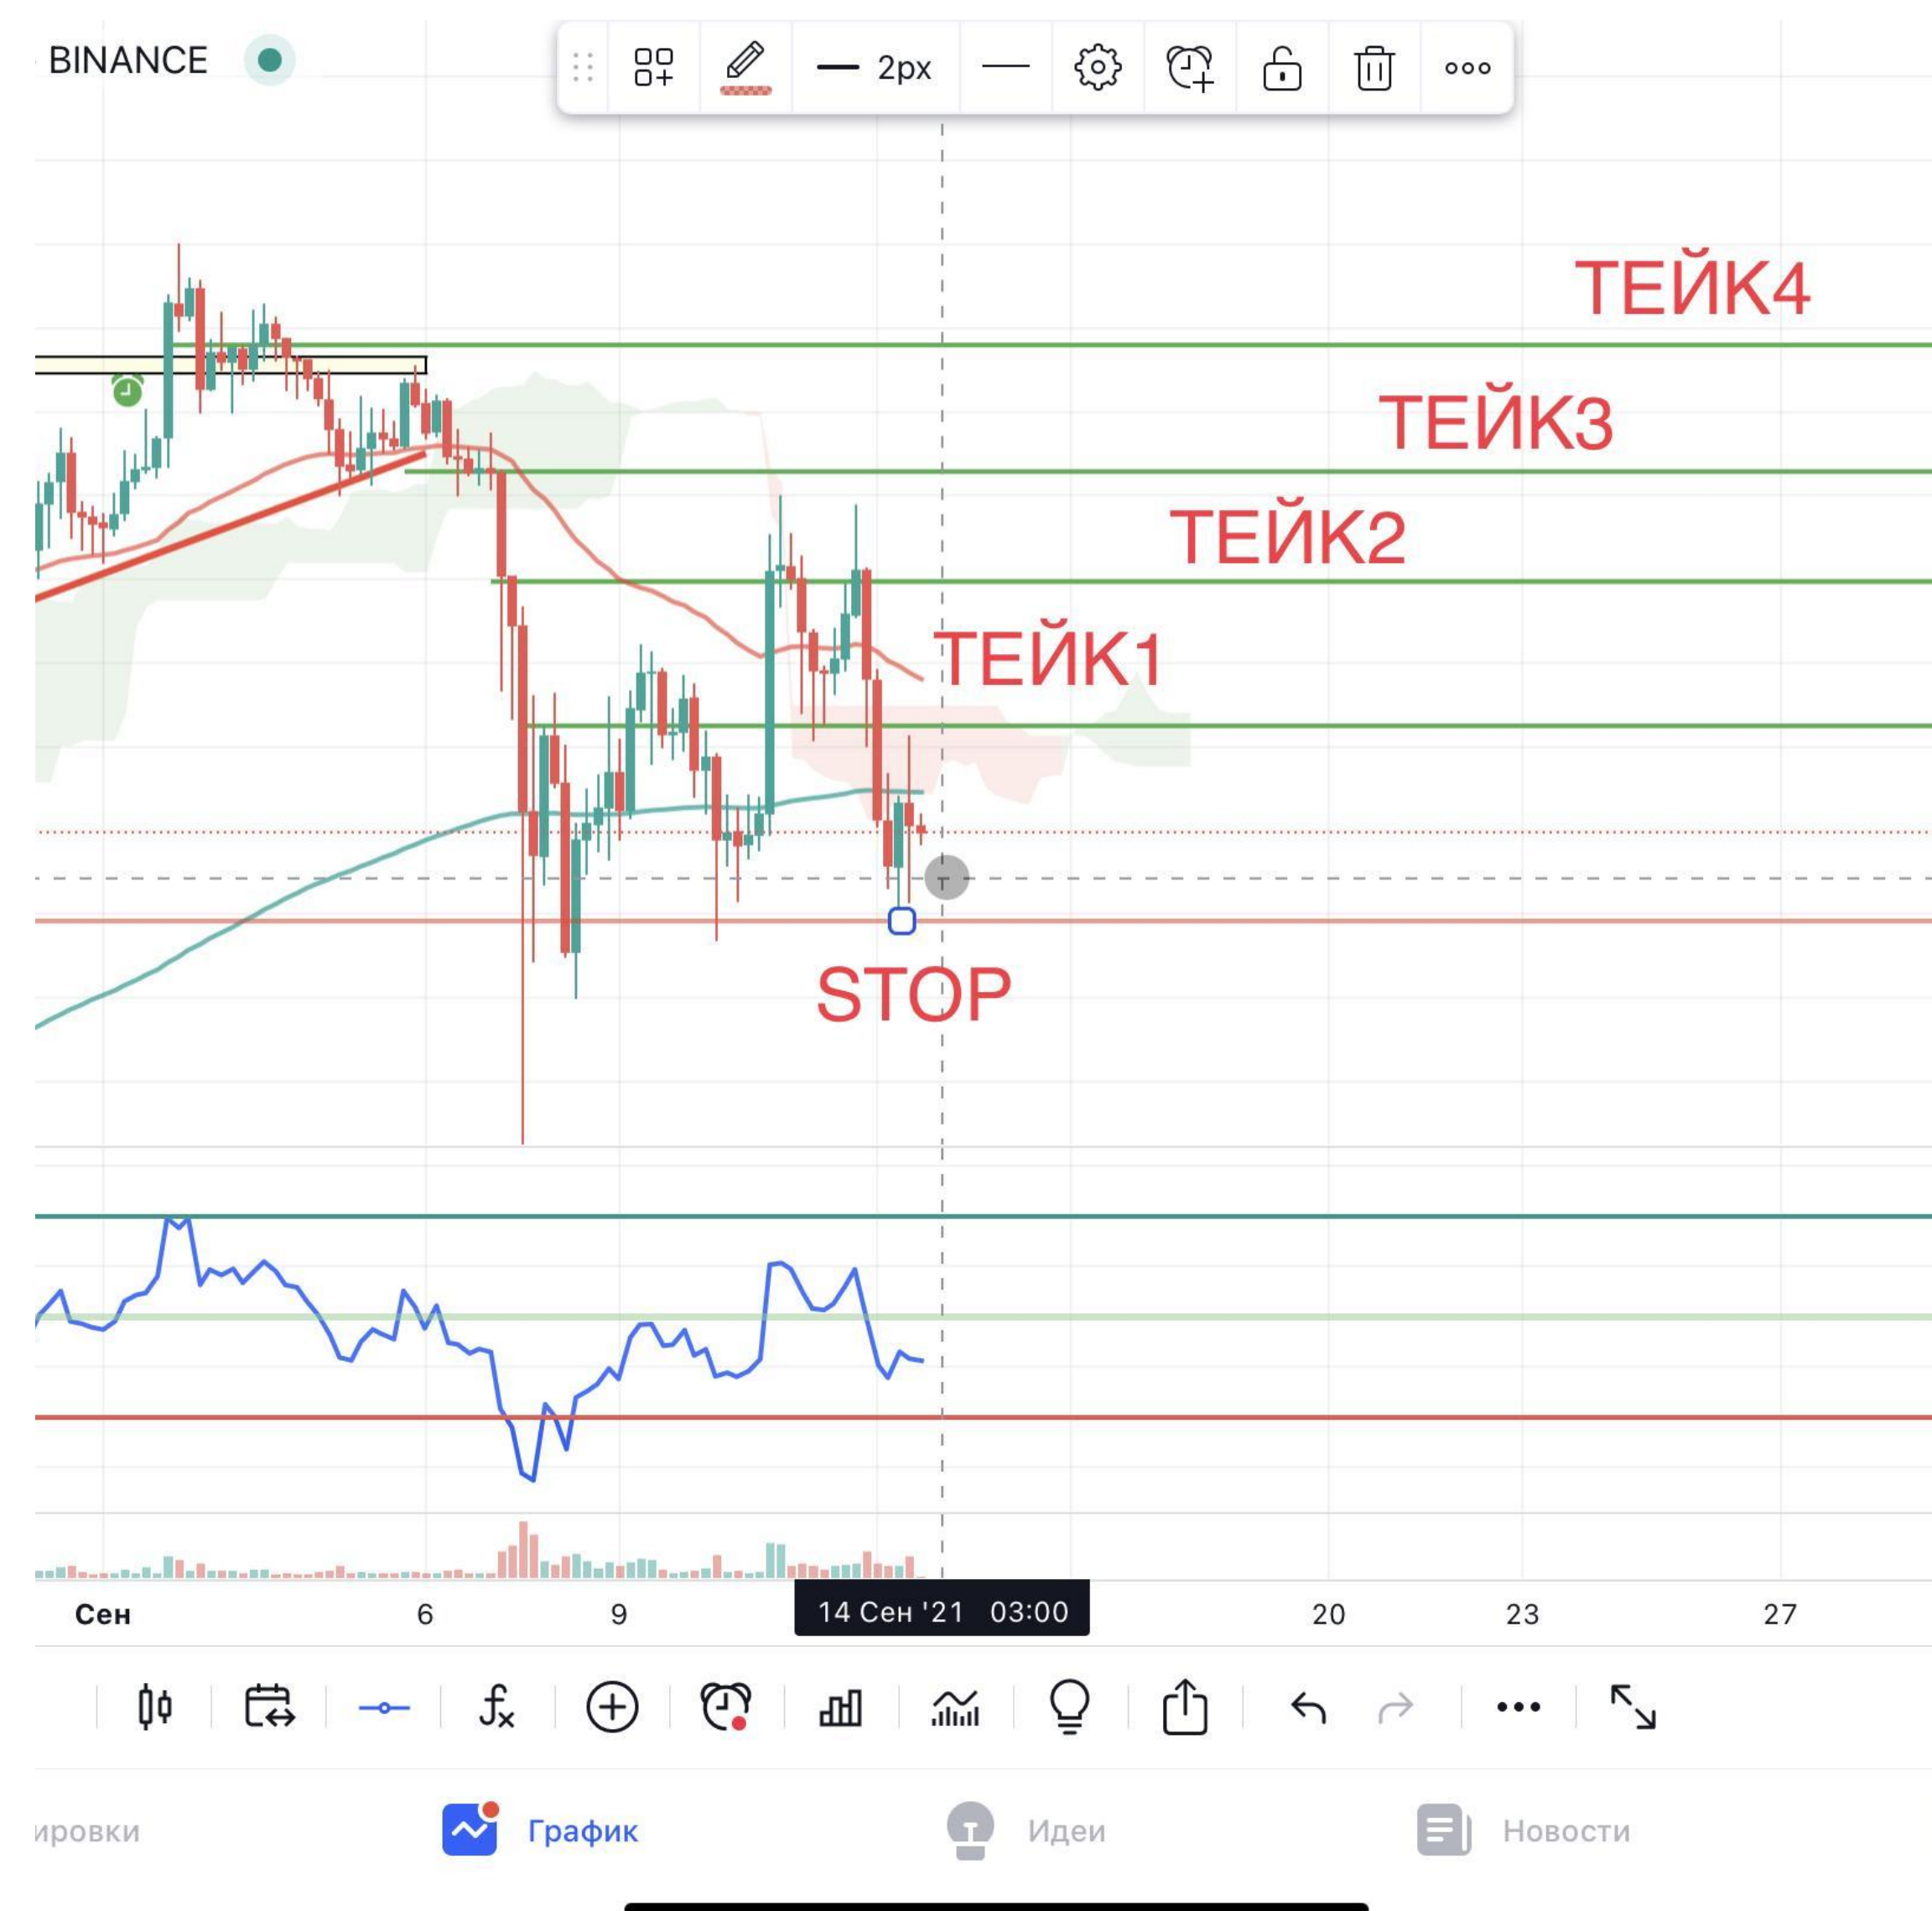 BINANCE
2px
ТЕЙК4
ТЕЙК3
ТЕЙК2
ТЕЙК1
STOP
Сен 6 9 14 Сен '21 03:00 20 23 27
График Идеи Новости